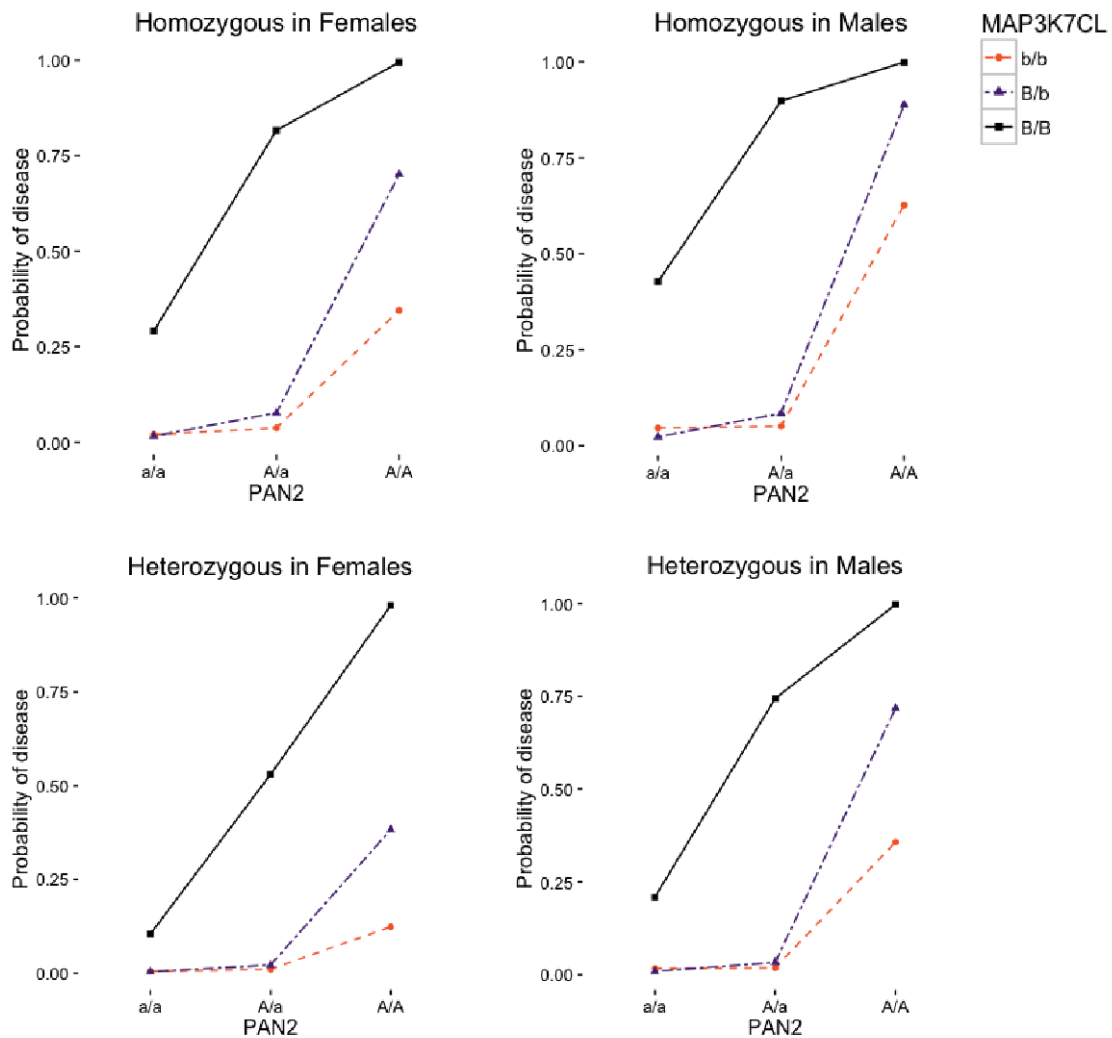 Homozygous in Females
Probability of disease
1.00
0.75
0.50
0.25
0.00
a/a A/a A/A
PAN2
Homozygous in Males
Probability of disease
1.00
0.75
0.50
0.25
0.00
a/a A/a A/A
PAN2
MAP3K7CL
b/b
B/b
B/B
Heterozygous in Females
Probability of disease
1.00
0.75
0.50
0.25
0.00
a/a A/a A/A
PAN2
Heterozygous in Males
Probability of disease
1.00
0.75
0.50
0.25
0.00
a/a A/a A/A
PAN2